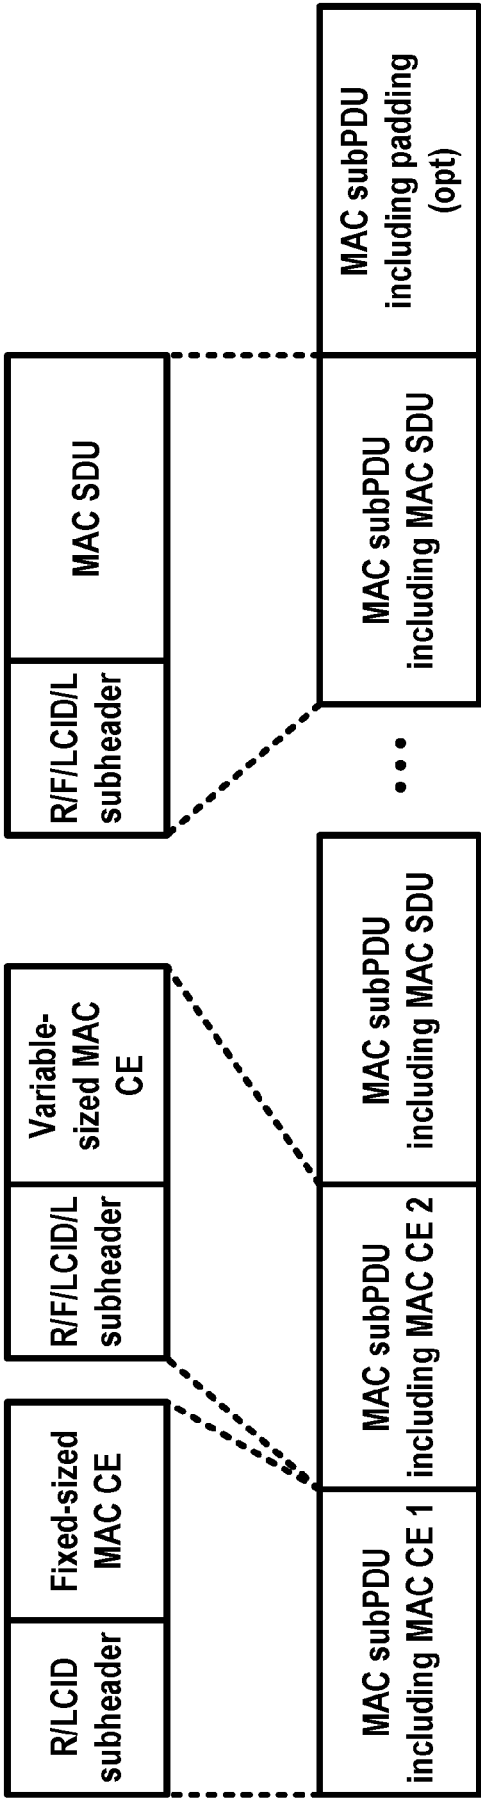 R/LCID
subheader
Fixed-sized
MAC CE
R/F/LCID/L
subheader
Variable-
sized MAC
CE
R/F/LCID/L
subheader
MAC SDU
MAC subPDU
including MAC CE 1
MAC subPDU
including MAC CE 2
MAC subPDU
including MAC SDU
...
MAC subPDU
including MAC SDU
MAC subPDU
including padding
(opt)